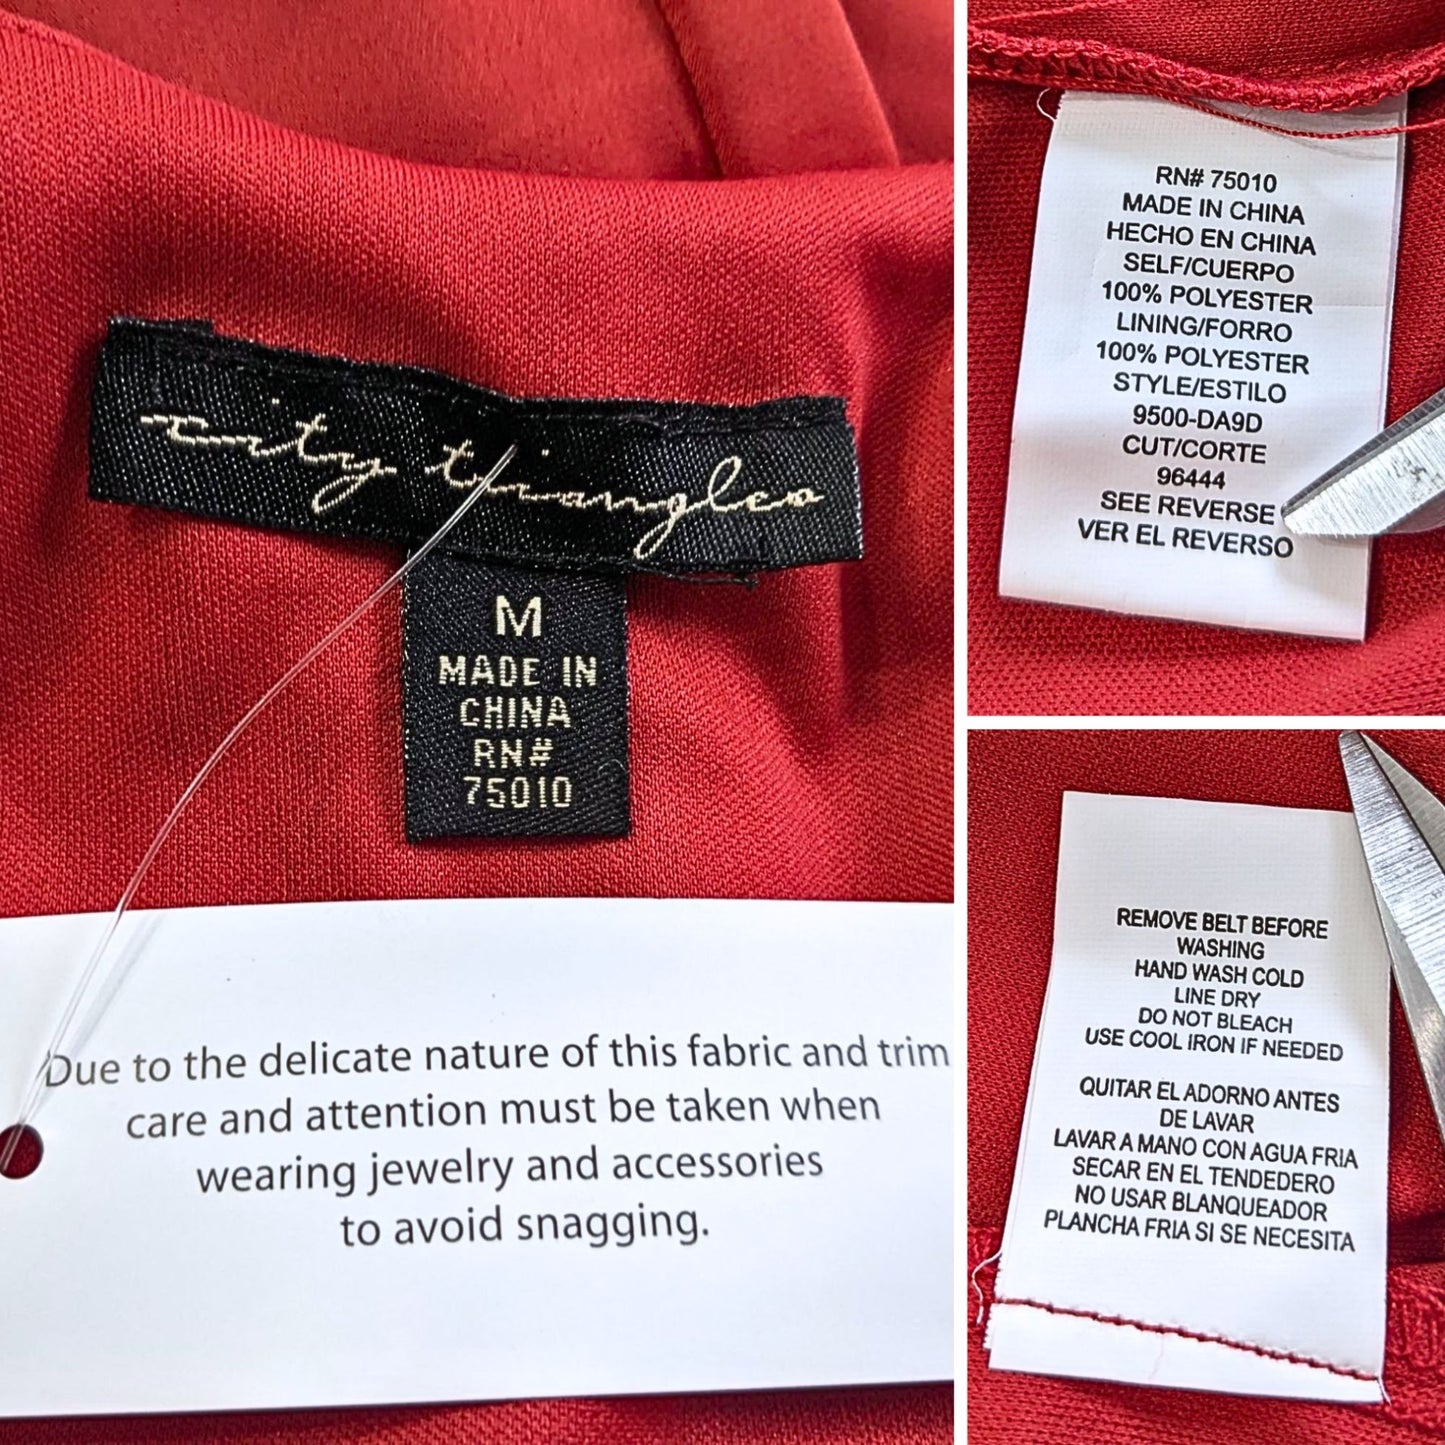 city triangles
M
MADE IN
CHINA
RN#
75010
Due to the delicate nature of this fabric and trim
care and attention must be taken when
wearing jewelry and accessories
to avoid snagging.
RN# 75010
MADE IN CHINA
HECHO EN CHINA
SELF/CUERPO
100% POLYESTER
LINING/FORRO
100% POLYESTER
STYLE/ESTILO
9500-DA9D
CUT/CORTE
96444
SEE REVERSE
VER EL REVERSO
REMOVE BELT BEFORE
WASHING
HAND WASH COLD
LINE DRY
DO NOT BLEACH
USE COOL IRON IF NEEDED
QUITAR EL ADORNO ANTES
DE LAVAR
LAVAR A MANO CON AGUA FRIA
SECAR EN EL TENDEDERO
NO USAR BLANQUEADOR
PLANCHA FRIA SI SE NECESITA